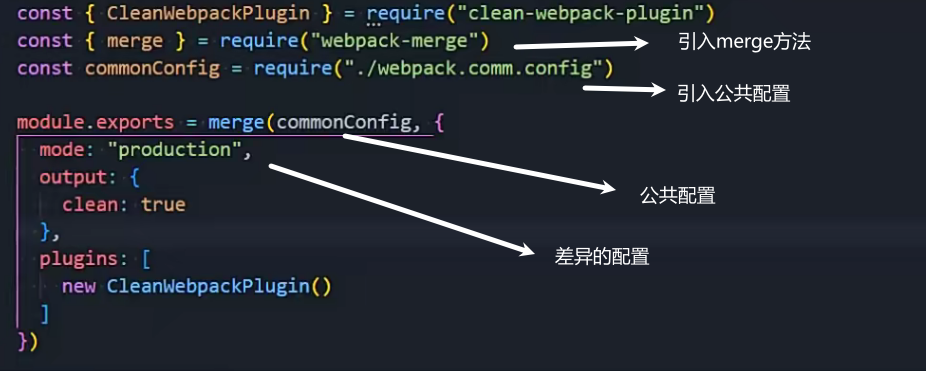 const { CleanWebpackPlugin } = require("clean-webpack-plugin")
const { merge } = require("webpack-merge")
引入merge方法
const commonConfig = require("./webpack.comm.config")
引入公共配置
module.exports = merge(commonConfig, {
mode: "production",
output: {
公共配置
clean: true
},
差异的配置
plugins: [
new CleanWebpackPlugin()
]
})